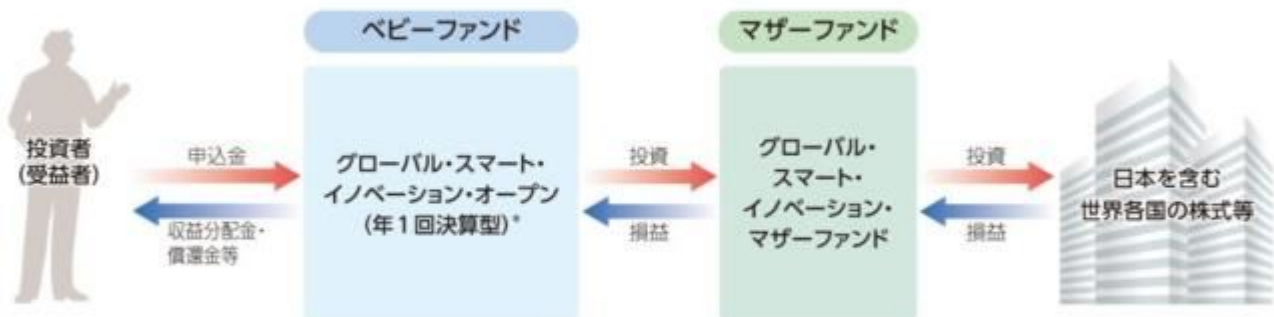 ベビーファンド
マザーファンド
投資者
(受益者)
申込金
収益分配金・
償還金等
グローバル・スマート・
イノベーション・オープン
(年1回決算型)*
投資
損益
グローバル・
スマート・
イノベーション・
マザーファンド
投資
損益
日本を含む
世界各国の株式等